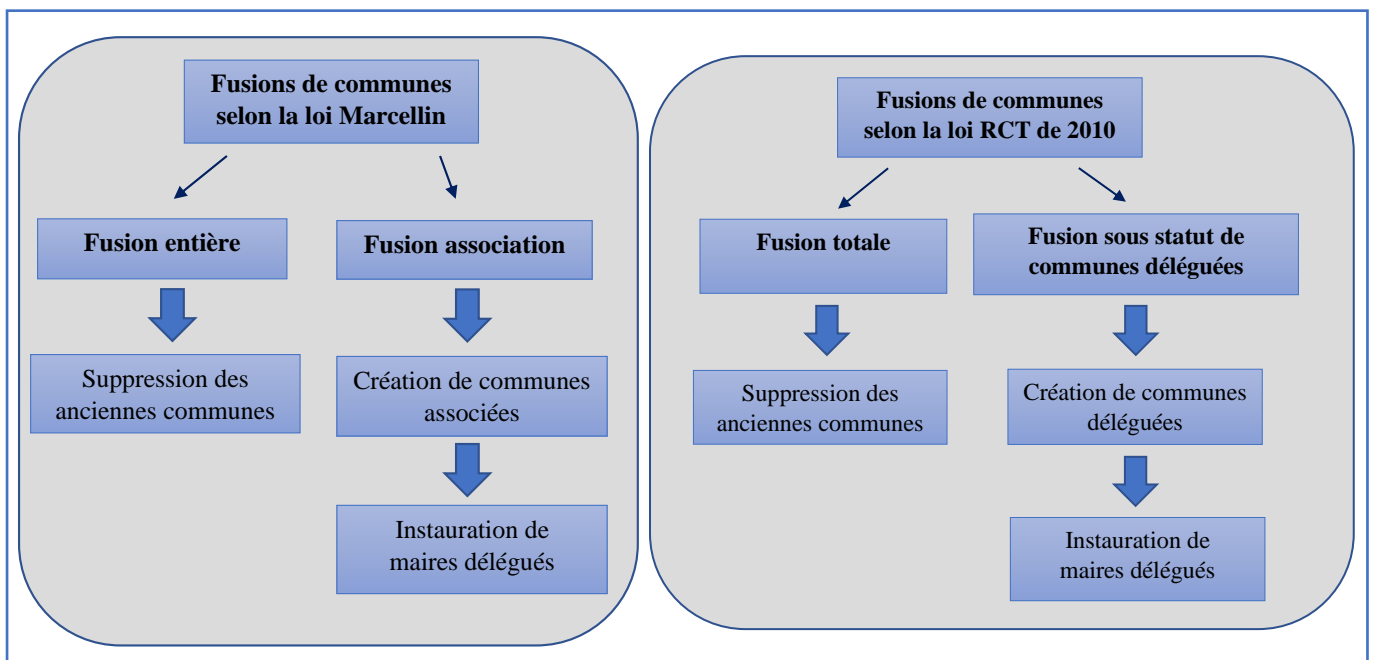 Fusions de communes
selon la loi Marcellin
Fusion entière
Fusion association
Suppression des
anciennes communes
Création de communes
associées
Instauration de
maires délégués
Fusions de communes
selon la loi RCT de 2010
Fusion totale
Fusion sous statut de
communes déléguées
Suppression des
anciennes communes
Création de communes
déléguées
Instauration de
maires délégués